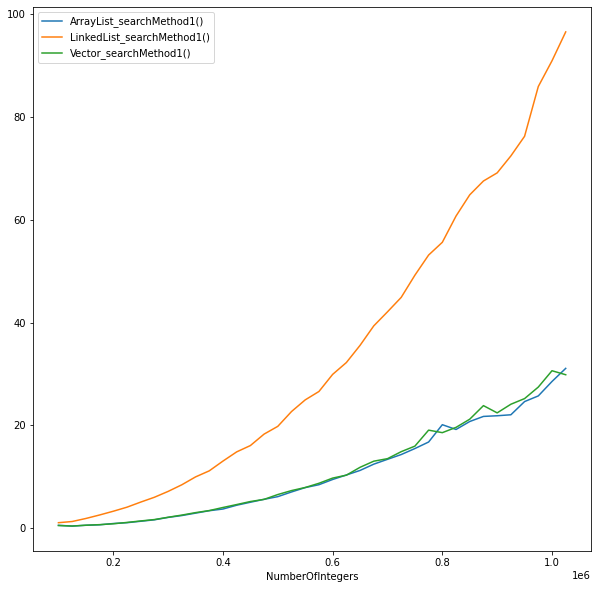 ArrayList_searchMethod1()
LinkedList_searchMethod1()
Vector_searchMethod1()
100
80
60
40
20
0
0.2 0.4 0.6 0.8 1.0
1e6
NumberOfIntegers